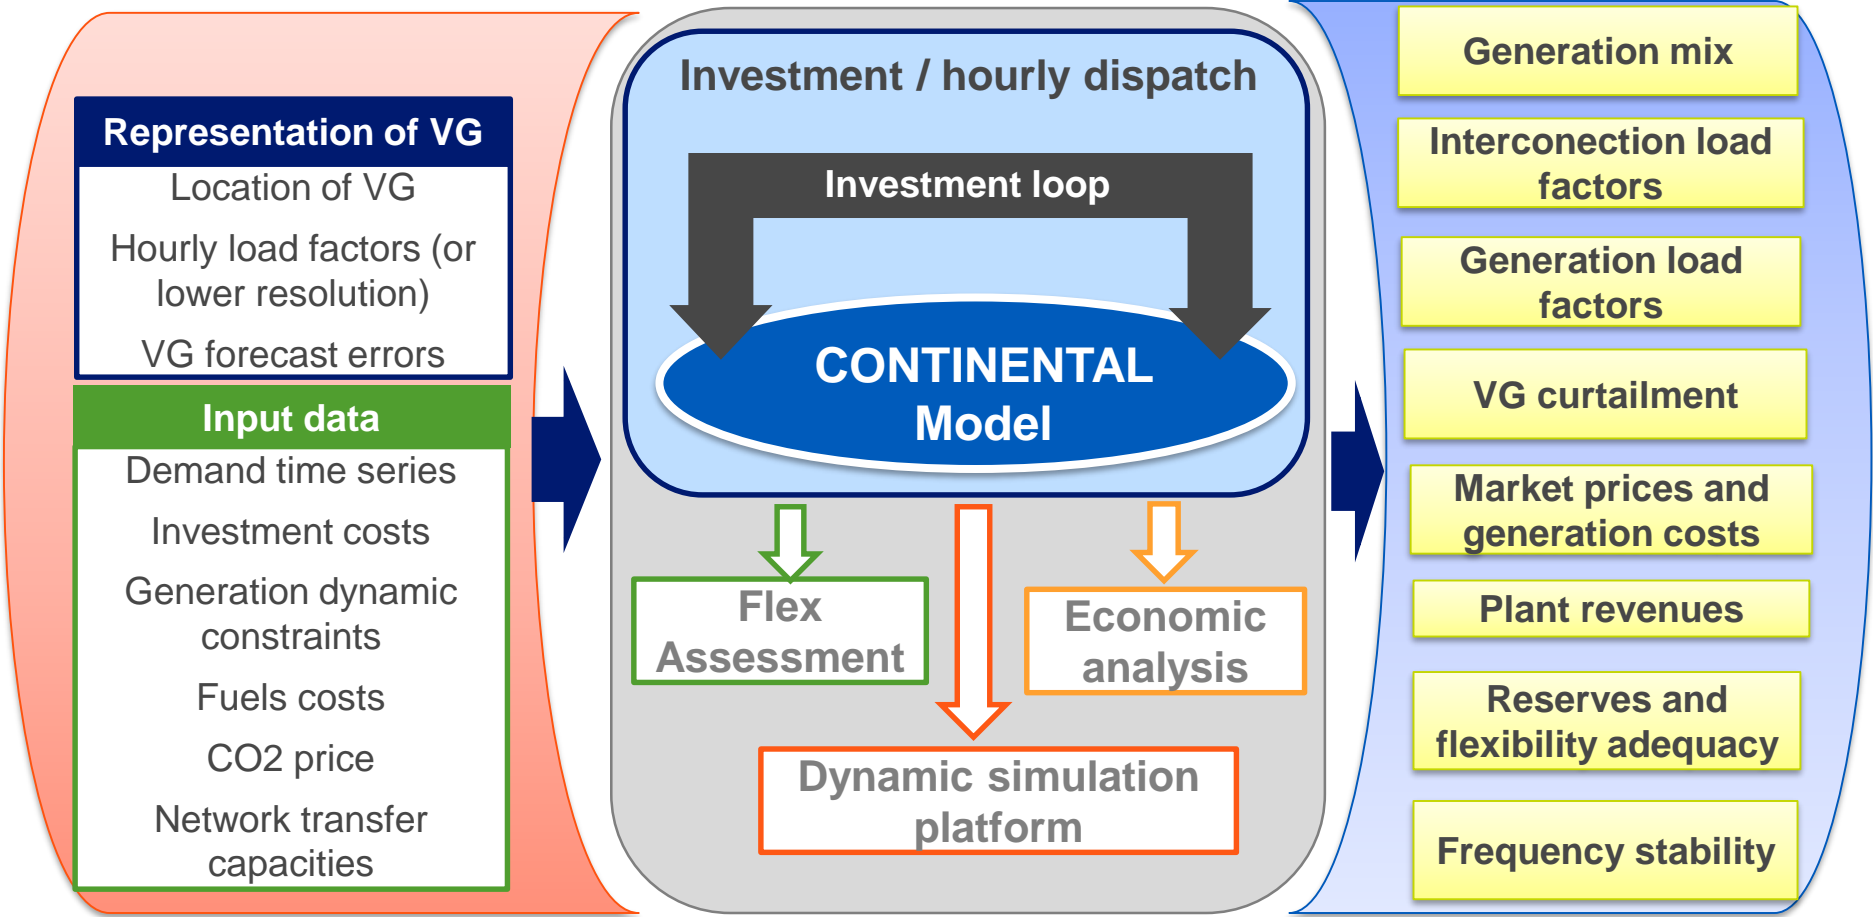 Representation of VG
Location of VG
Hourly load factors (or
lower resolution)
VG forecast errors
Input data
Demand time series
Investment costs
Generation dynamic
constraints
Fuels costs
CO2 price
Network transfer
capacities
Investment / hourly dispatch
Investment loop
CONTINENTAL
Model
Flex
Assessment
Economic
analysis
Dynamic simulation
platform
Generation mix
Interconection load
factors
Generation load
factors
VG curtailment
Market prices and
generation costs
Plant revenues
Reserves and
flexibility adequacy
Frequency stability